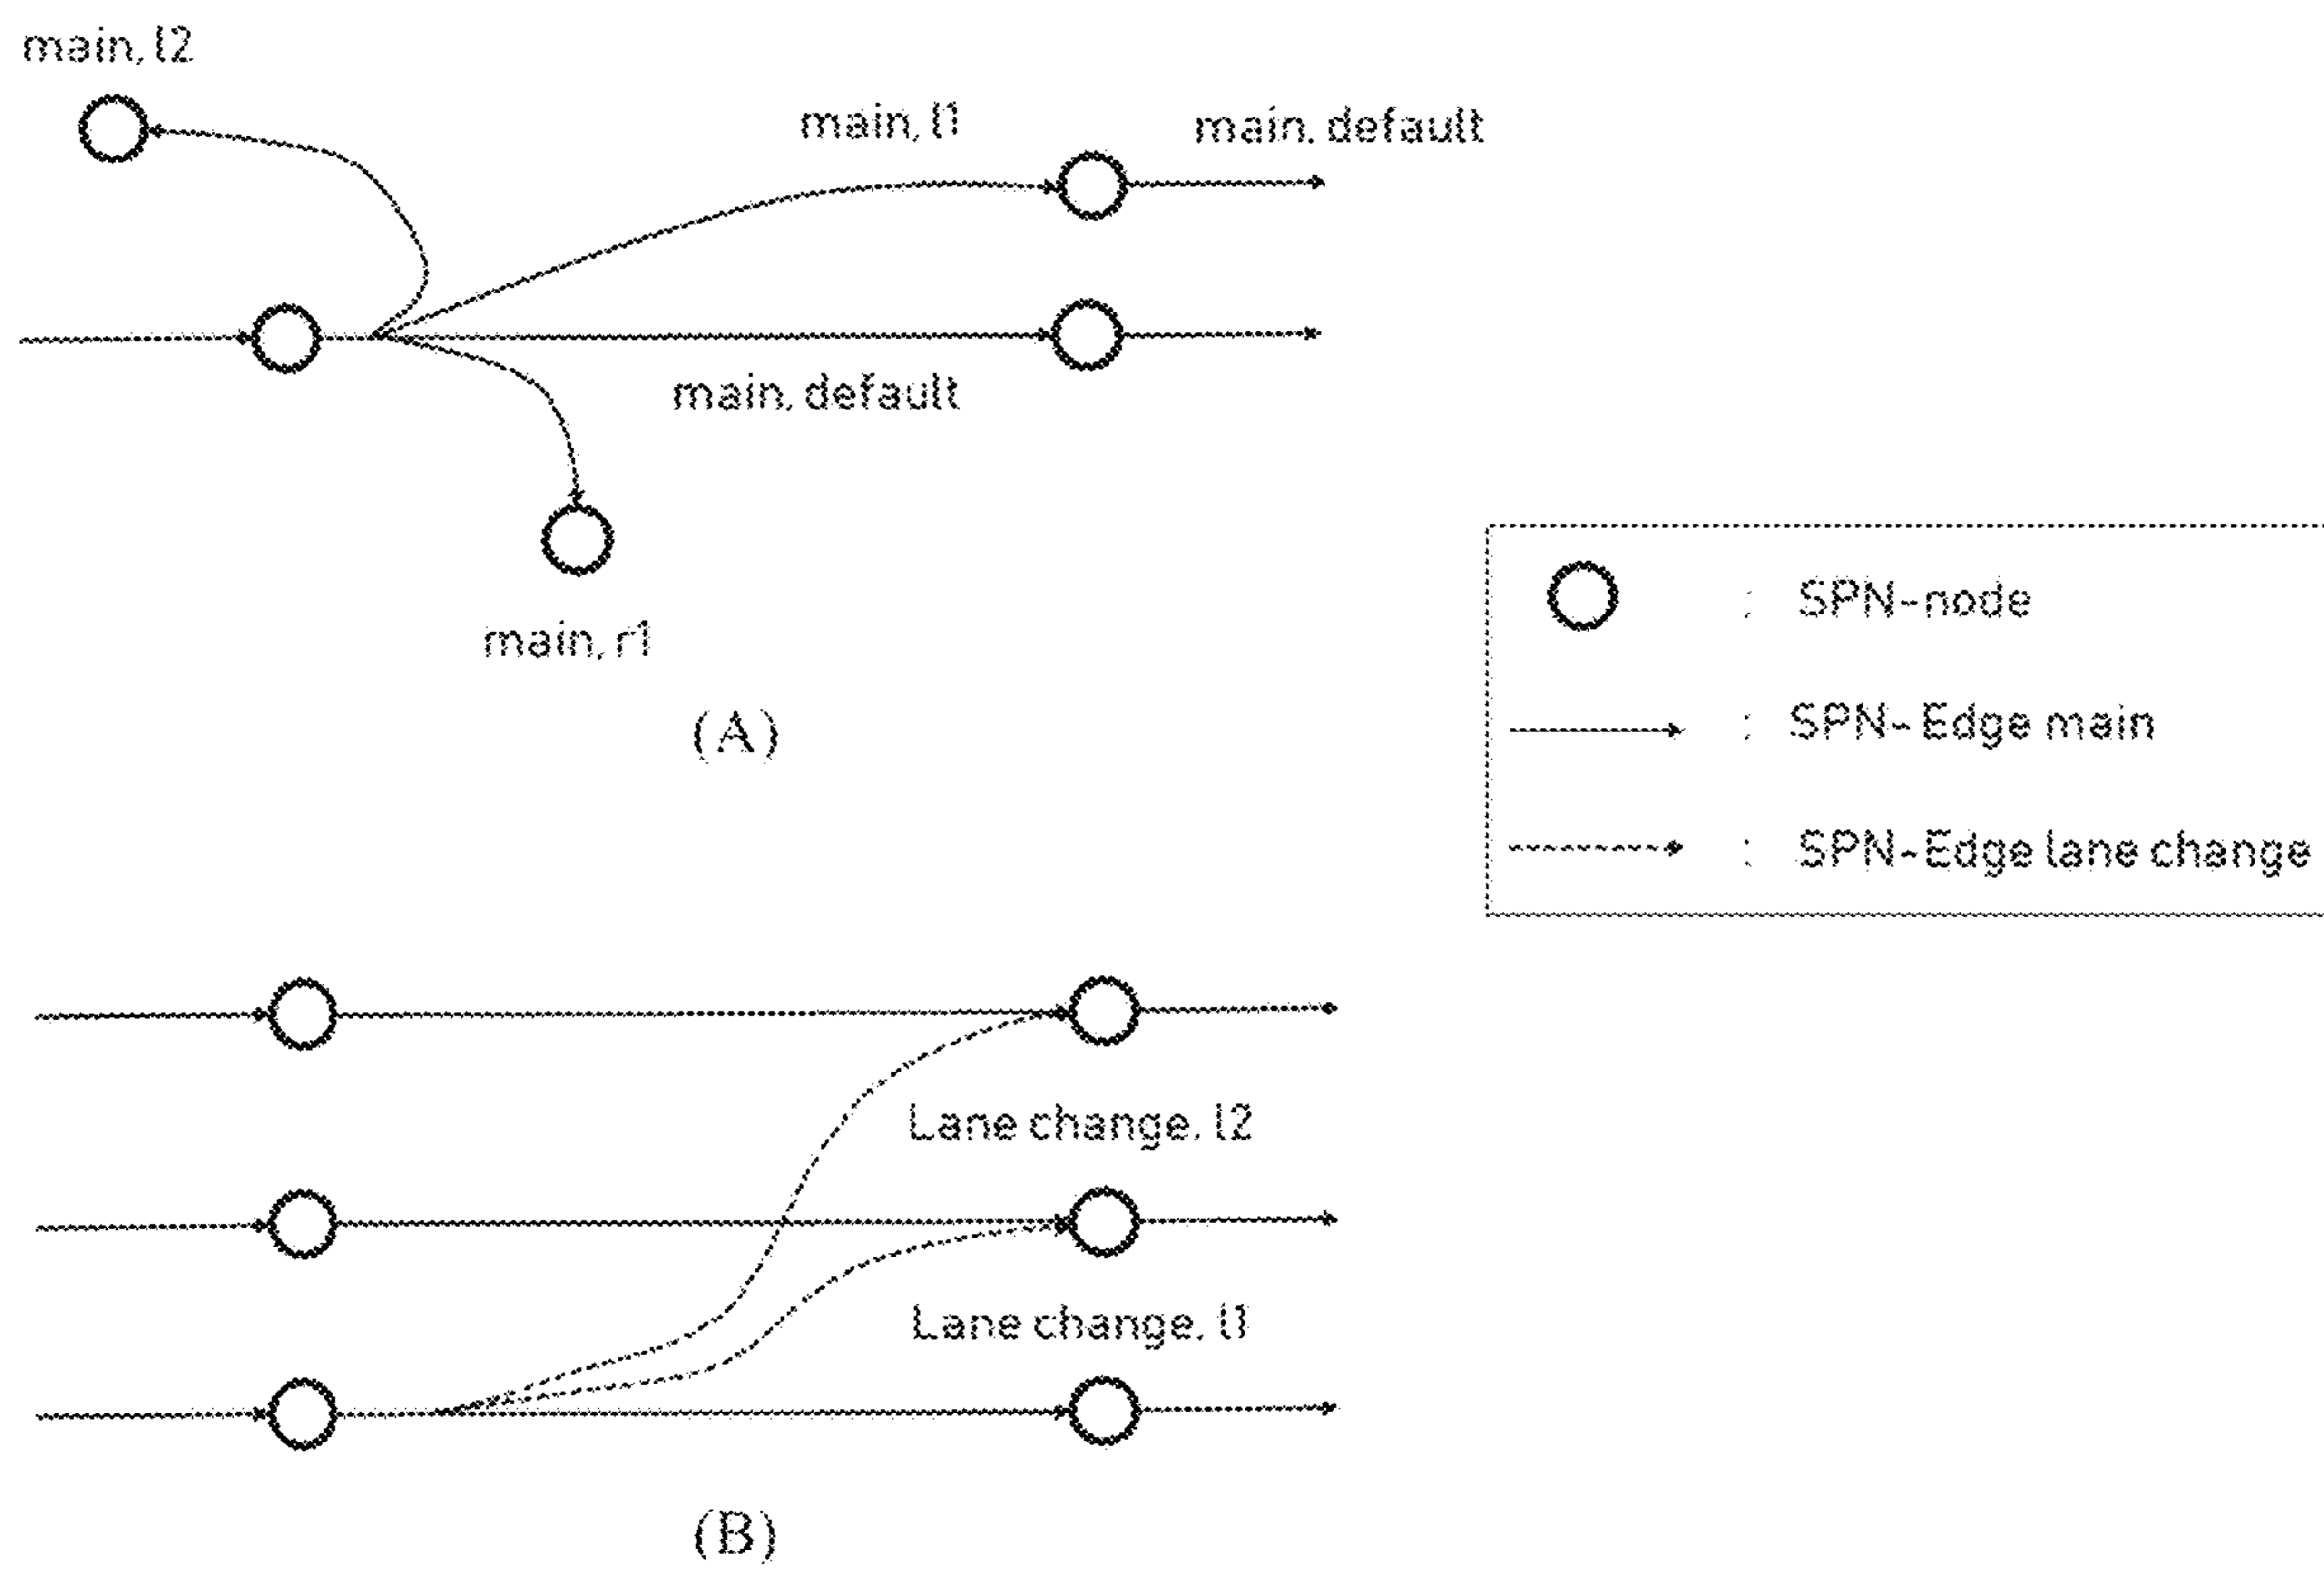 main, l2
main, l1
main. default
main, default
main, r1
(A)
: SPN-node
: SPN- Edge main
: SPN-Edge lane change
Lane change, l2
Lane change, l1
(B)